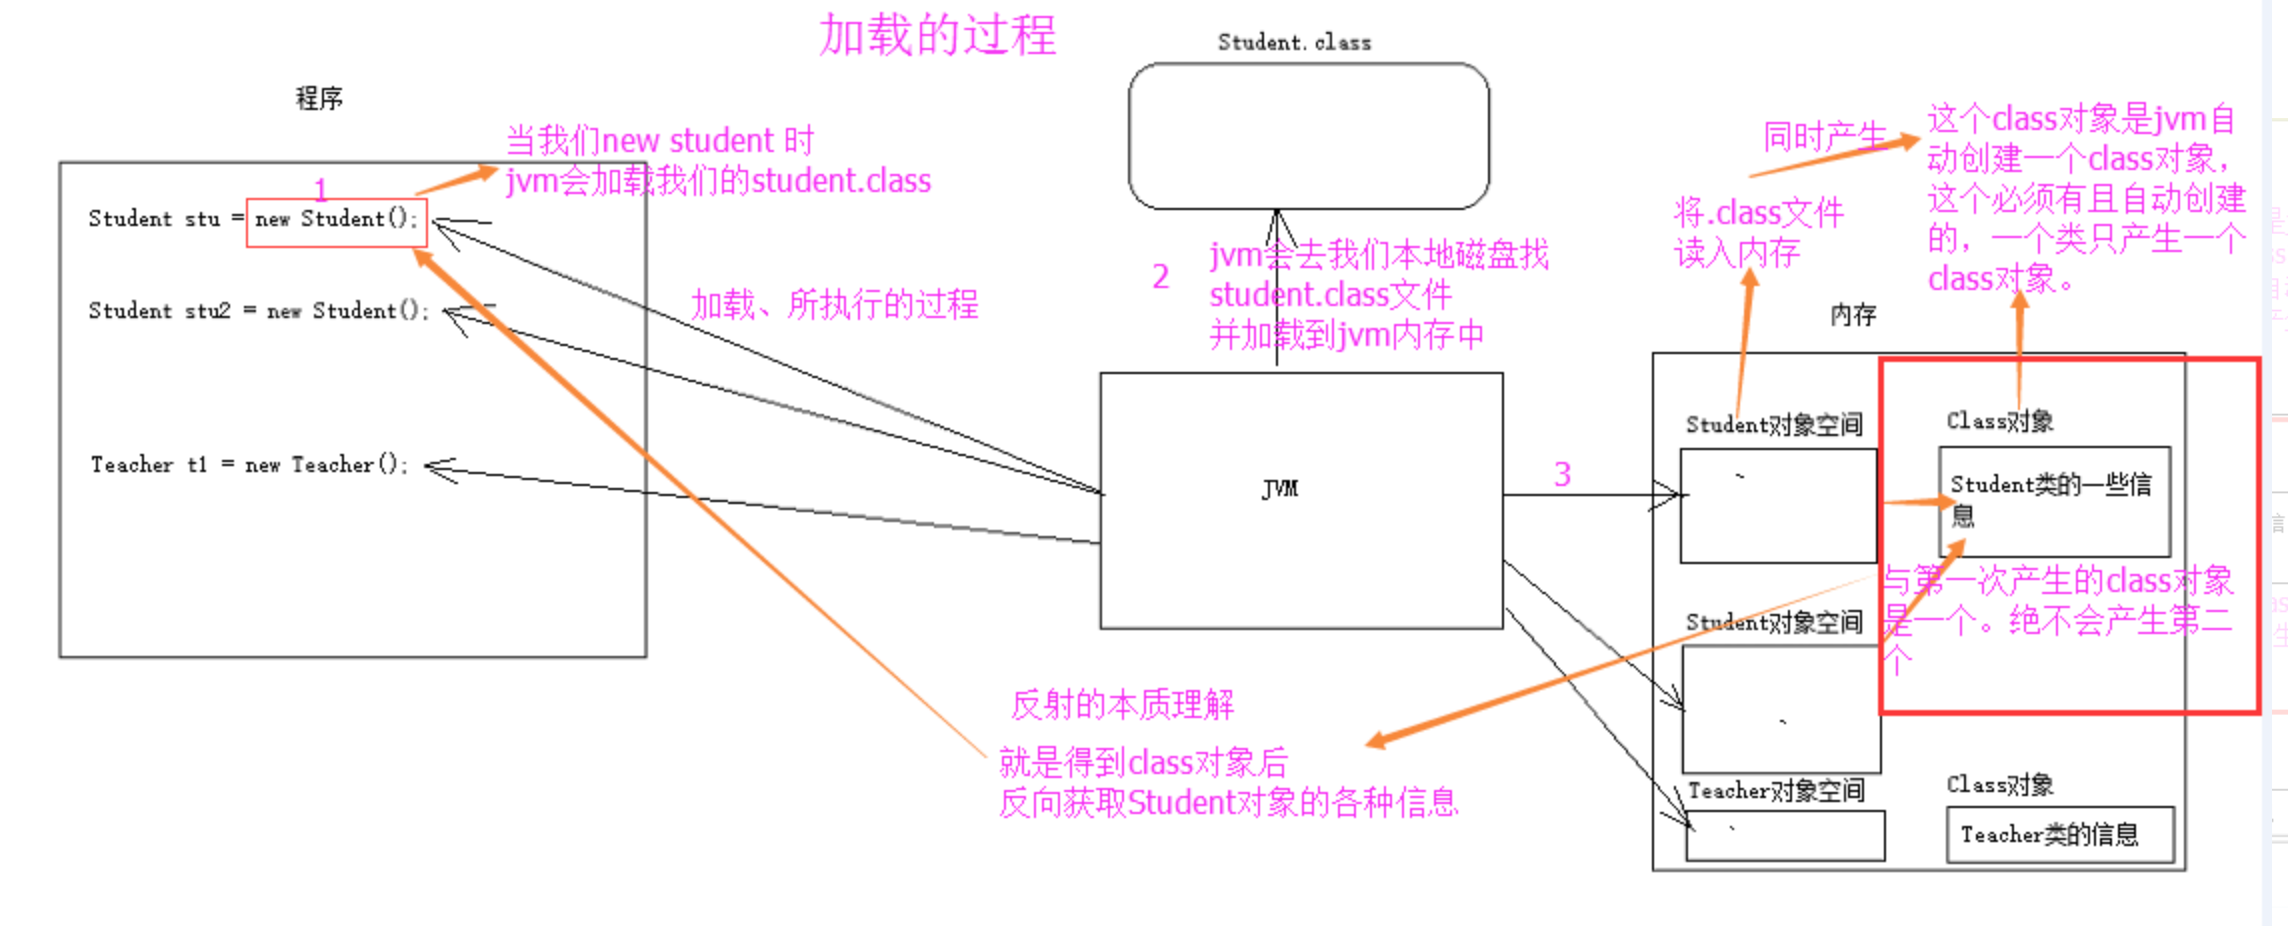 加载的过程
Student.class
程序
当我们new student 时
jvm会加载我们的student.class
1
Student stu = new Student();
Student stu2 = new Student();
Teacher t1 = new Teacher();
加载、所执行的过程
2
jvm会去我们本地磁盘找
student.class文件
并加载到jvm内存中
JVM
3
同时产生
将.class文件
读入内存
这个class对象是jvm自
动创建一个class对象，
这个必须有且自动创建
的，一个类只产生一个
class对象。
内存
Student对象空间
Class对象
Student类的一些信
息
与第一次产生的class对象
是一个。绝不会产生第二
个
Student对象空间
Teacher对象空间
Class对象
Teacher类的信息
反射的本质理解
就是得到class对象后
反向获取Student对象的各种信息